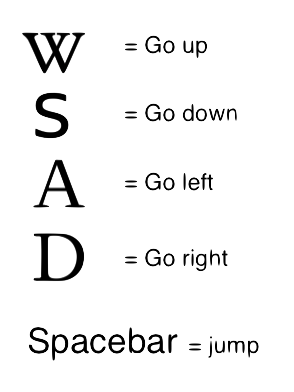 W = Go up
S = Go down
A = Go left
D = Go right
Spacebar = jump